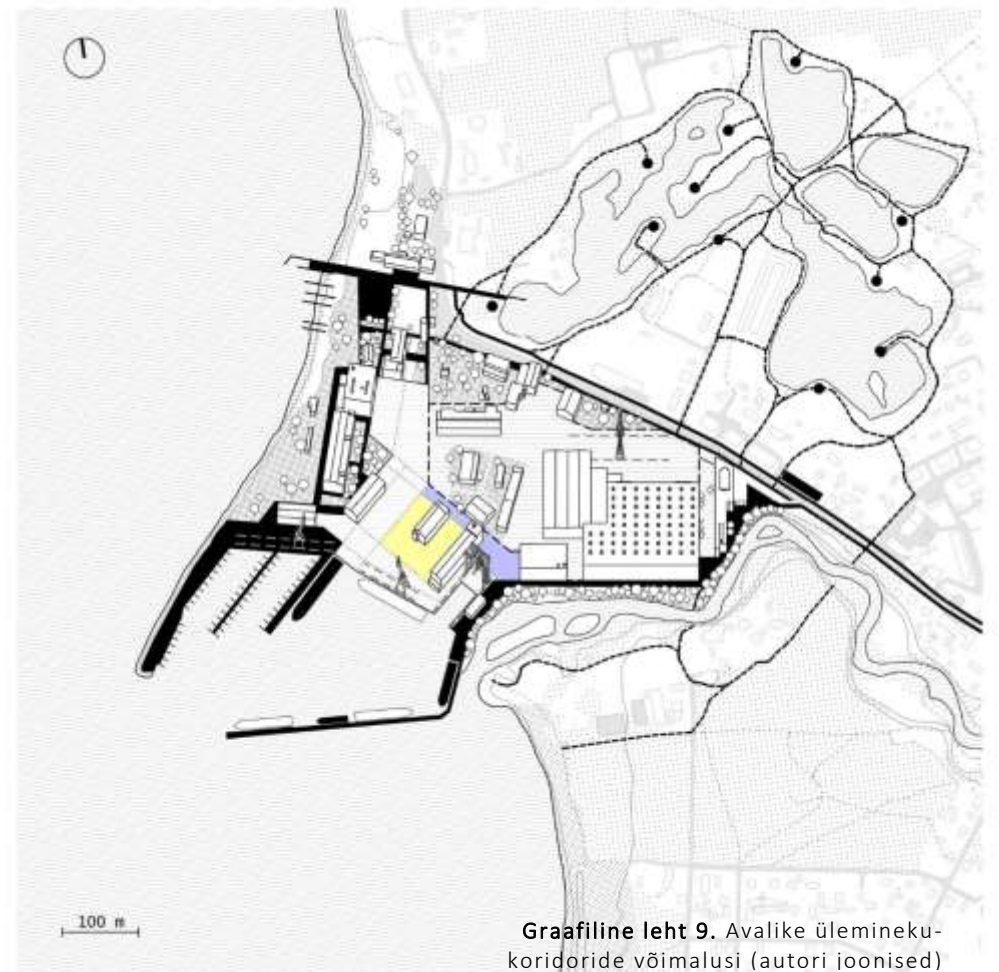 100 m
Graafiline leht 9. Avalike ülemineku-
koridoride võimalusi (autori joonised)